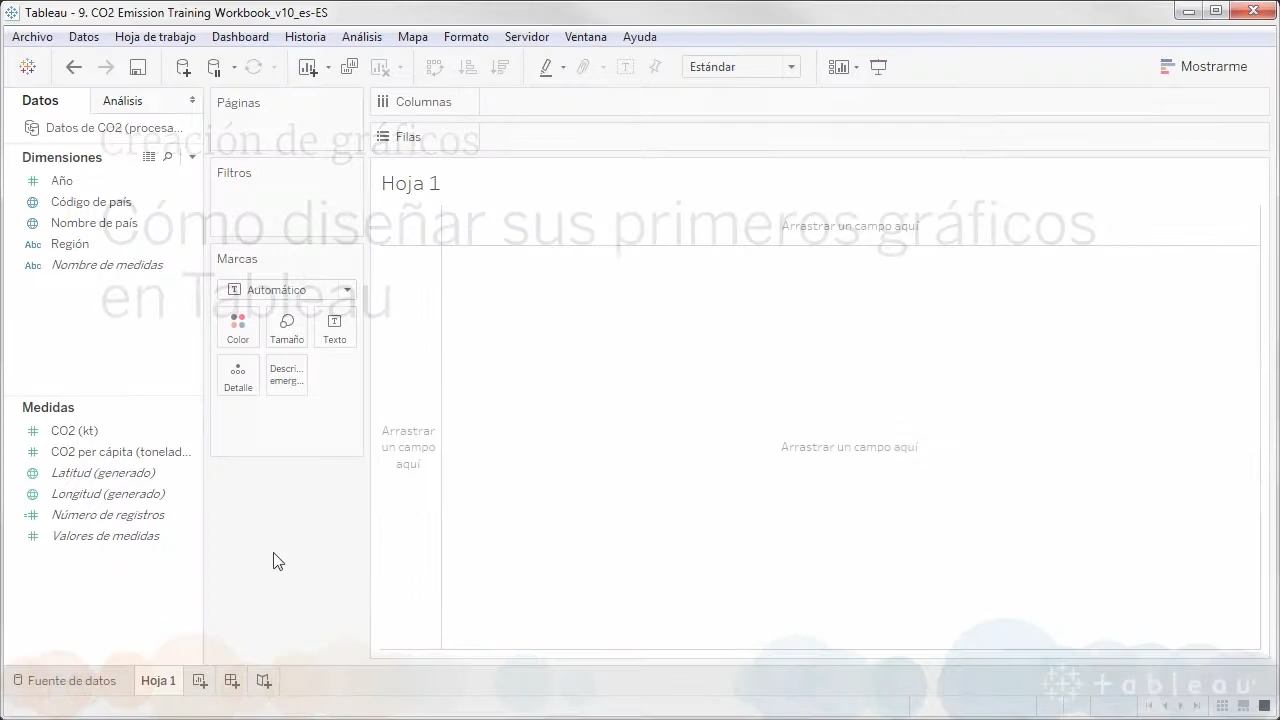 Tableau - 9. CO2 Emission Training Workbook_v10_es-ES
Archivo Datos Hoja de trabajo Dashboard Historia Análisis Mapa Formato Servidor Ventana Ayuda
Estándar
Mostrarme
Datos Análisis
Datos de CO2 (procesa...
Dimensiones
Año
Código de país
Nombre de país
Abc Región
Abc Nombre de medidas
Medidas
CO2 (kt)
CO2 per cápita (tonelad...
Latitud (generado)
Longitud (generado)
Número de registros
Valores de medidas
Páginas
Filtros
Marcas
Automático
Color Tamaño Texto
Detalle Descri... emerg...
Columnas
Filas
Creación de gráficos
Hoja 1
Cómo diseñar sus primeros gráficos
en Tableau
Arrastrar un campo aquí
Arrastrar
un campo
aquí
Arrastrar un campo aquí
Fuente de datos Hoja 1
tableau